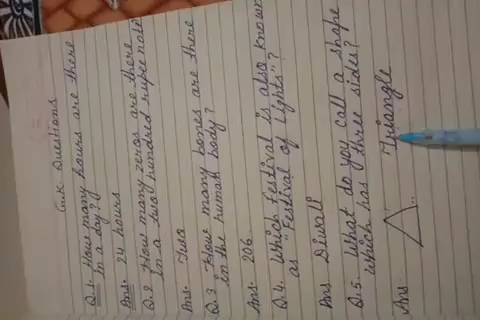 G.K. Questions
Q.1. How many hours are there
in a day?
Ans. 24 hours
Q.2 How many zeros are there
in a two hundred rupee note
Ans. Two
Q.3 How many bones are there
in the human body?
Ans. 206
Q.4. Which festival is also known
as "Festival of Lights"?
Ans Diwali
Q.5. What do you call a shape
which has three sides?
Ans Triangle